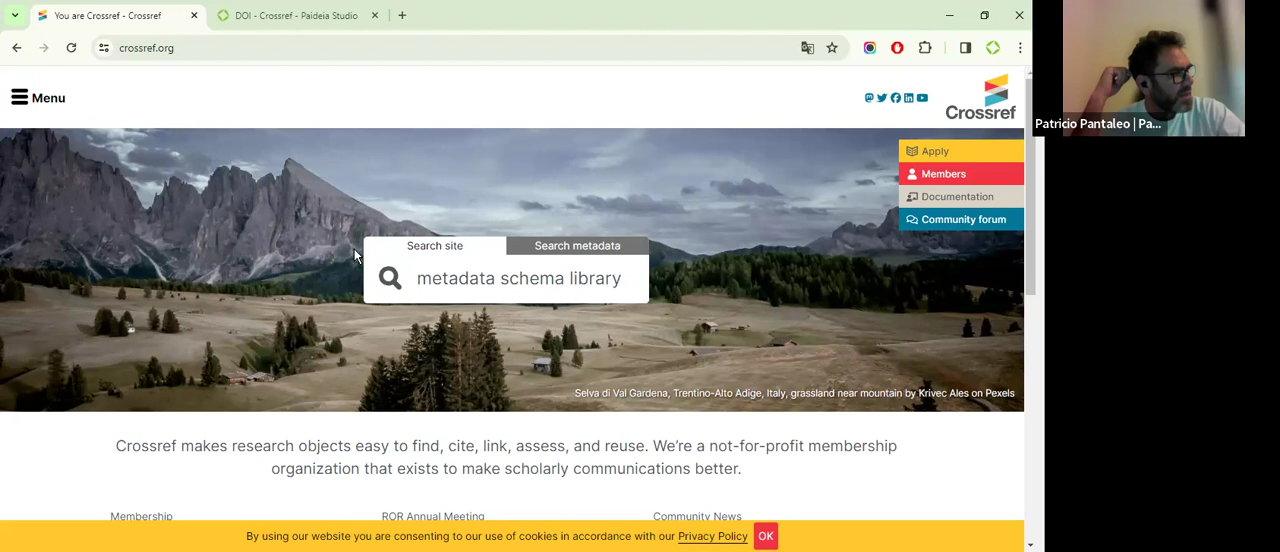 You are Crossref - Crossref
DOI - Crossref - Paideia Studio
crossref.org
Menu
Crossref
Patricio Pantaleo | Pa...
Apply
Members
Documentation
Community forum
Search site
Search metadata
metadata schema library
Selva di Val Gardena, Trentino-Alto Adige, Italy, grassland near mountain by Krivec Ales on Pexels
Crossref makes research objects easy to find, cite, link, assess, and reuse. We're a not-for-profit membership
organization that exists to make scholarly communications better.
Membership
ROR Annual Meeting
Community News
By using our website you are consenting to our use of cookies in accordance with our Privacy Policy
OK